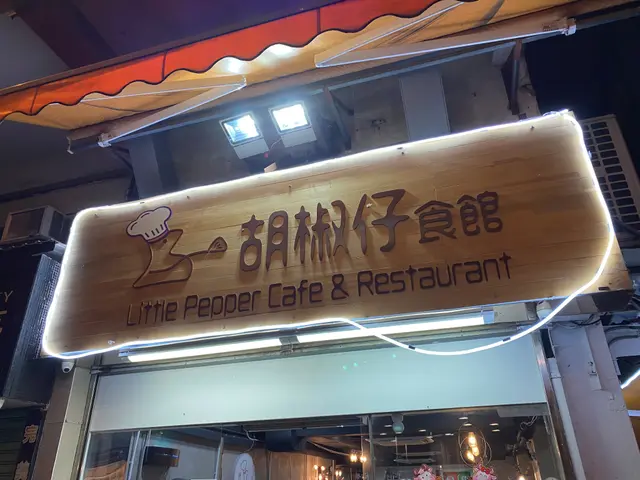 胡椒仔食館
Little Pepper Cafe & Restaurant